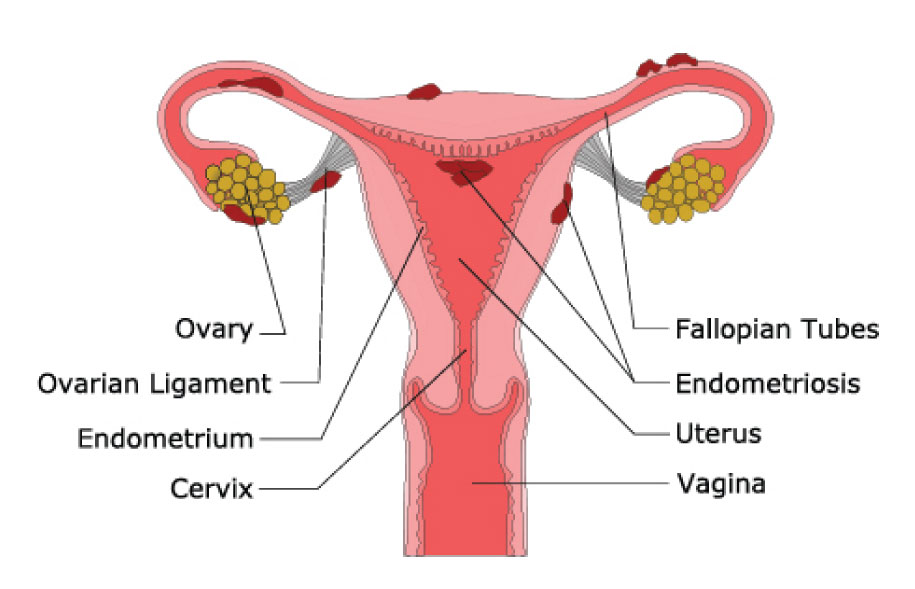 Ovary
Ovarian Ligament
Endometrium
Cervix
Fallopian Tubes
Endometriosis
Uterus
Vagina